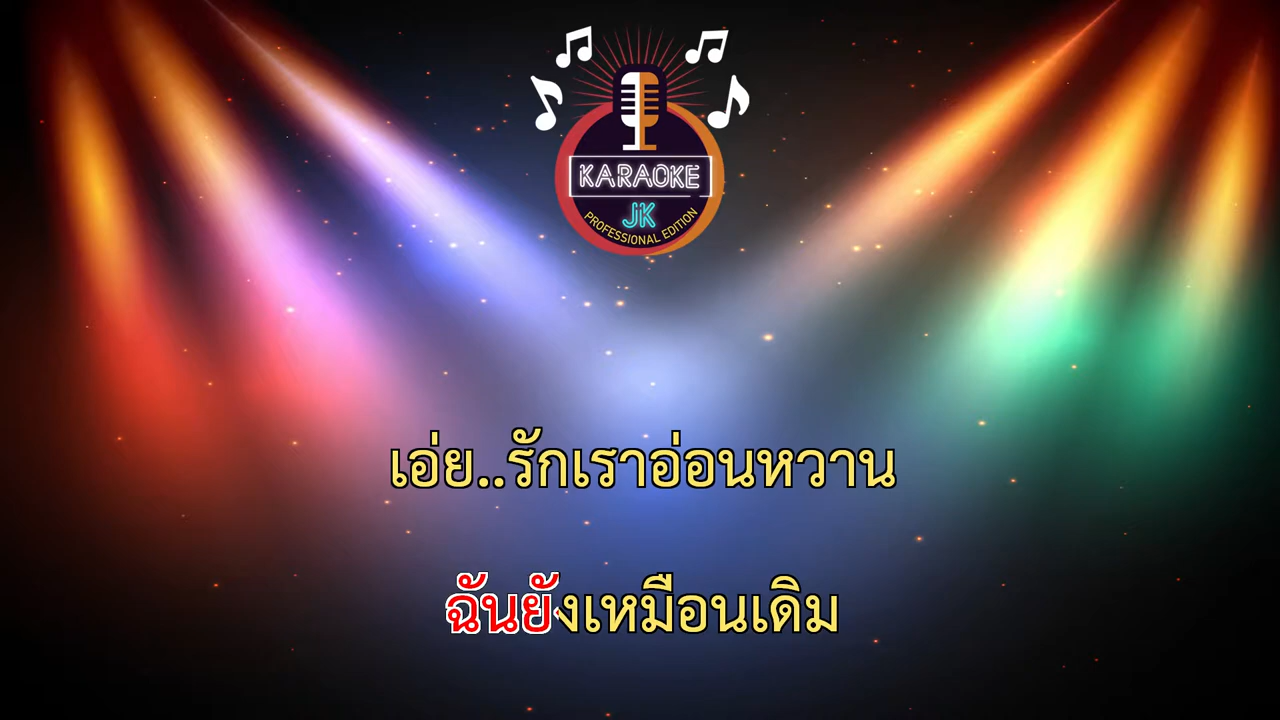 KARAOKE
JK
PROFESSIONAL EDITION
เอ่ย..รักเราอ่อนหวาน
ฉันยังเหมือนเดิม